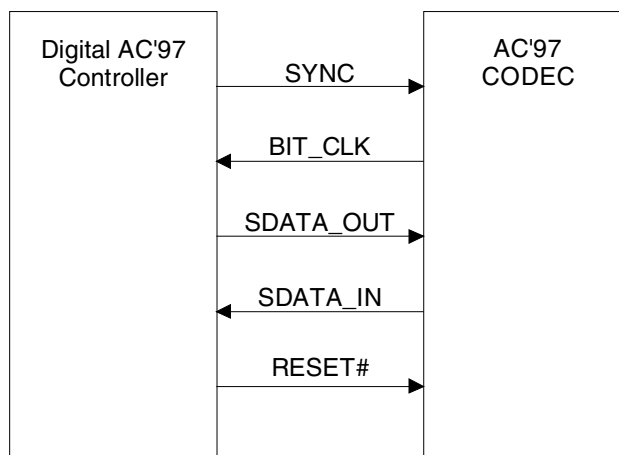 Digital AC'97
Controller
AC'97
CODEC
SYNC
BIT_CLK
SDATA_OUT
SDATA_IN
RESET#